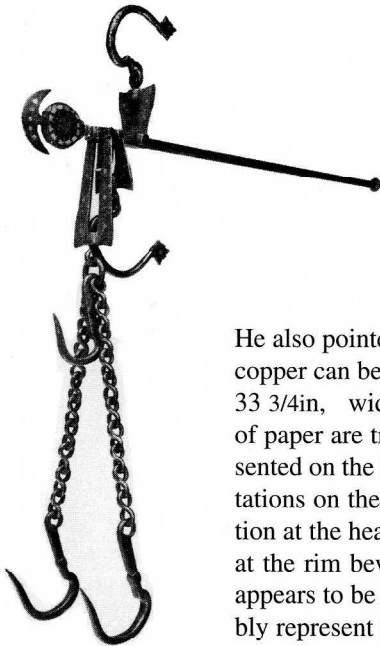 He also pointe
copper can be
33 3/4in, wid
of paper are tr
sented on the
tations on the
tion at the hea
at the rim bev
appears to be
bly represent